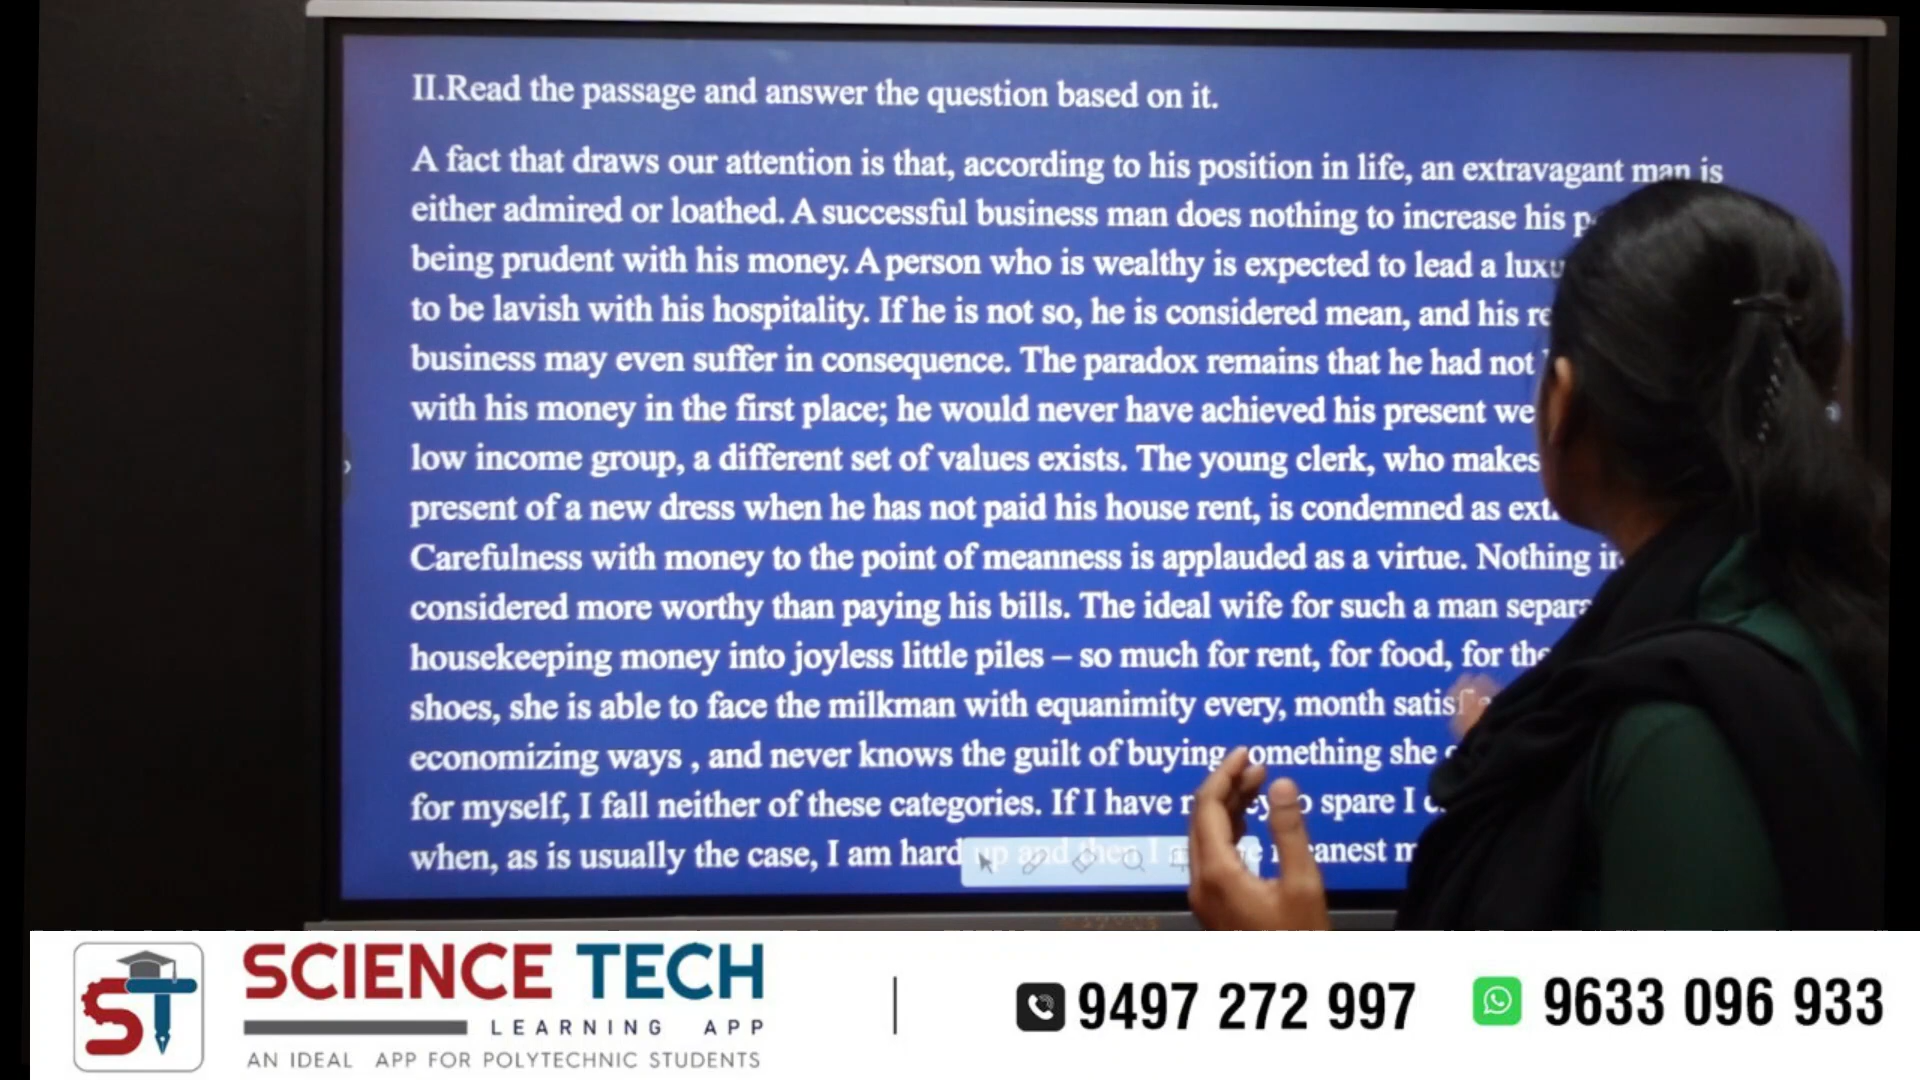 II.Read the passage and answer the question based on it.
A fact that draws our attention is that, according to his position in life, an extravagant man is
either admired or loathed. A successful business man does nothing to increase his
being prudent with his money. A person who is wealthy is expected to lead a
to be lavish with his hospitality. If he is not so, he is considered mean, and his
business may even suffer in consequence. The paradox remains that he had not
with his money in the first place; he would never have achieved his present
low income group, a different set of values exists. The young clerk, who makes
present of a new dress when he has not paid his house rent, is condemned as
Carefulness with money to the point of meanness is applauded as a virtue. Nothing
considered more worthy than paying his bills. The ideal wife for such a man
housekeeping money into joyless little piles – so much for rent, for food, for
shoes, she is able to face the milkman with equanimity every, month
economizing ways , and never knows the guilt of buying something she
for myself, I fall neither of these categories. If I have spare I
when, as is usually the case, I am hard up and then I meanest
ST
SCIENCE TECH
LEARNING APP
AN IDEAL APP FOR POLYTECHNIC STUDENTS
9497 272 997
9633 096 933